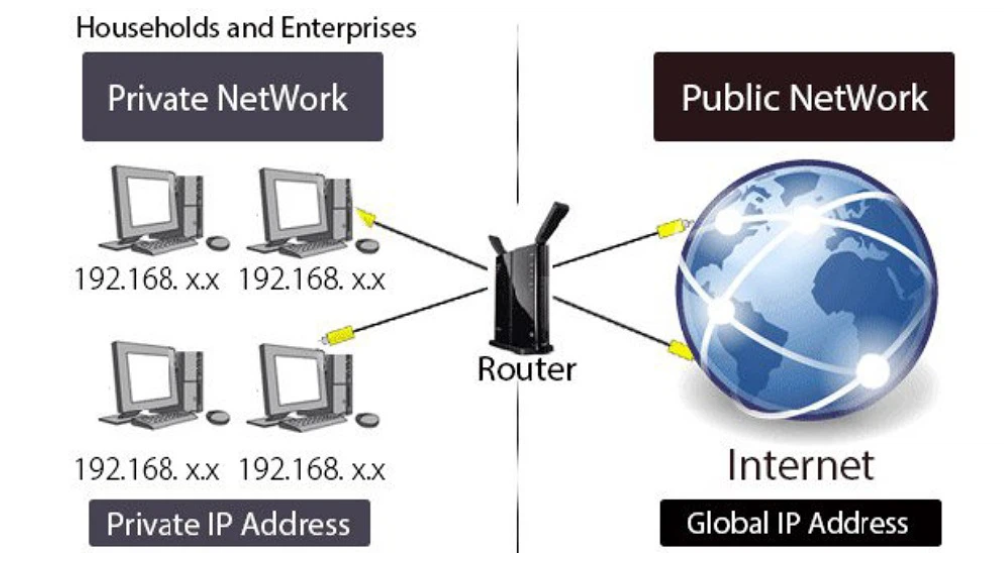 Households and Enterprises
Private NetWork
Public NetWork
192.168. x.x
192.168. x.x
Router
192.168. x.x
192.168. x.x
Internet
Private IP Address
Global IP Address